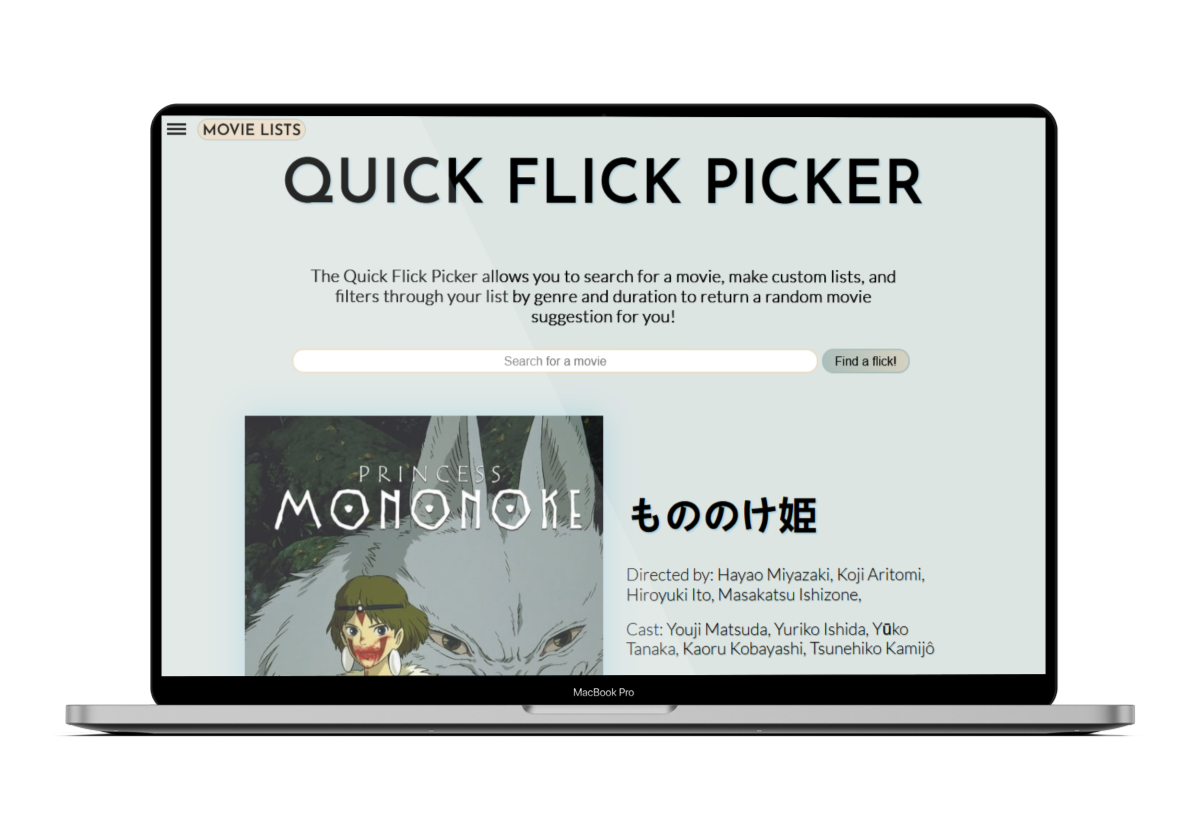 MOVIE LISTS
QUICK FLICK PICKER
The Quick Flick Picker allows you to search for a movie, make custom lists, and
filters through your list by genre and duration to return a random movie
suggestion for you!
Search for a movie
Find a flick!
PRINCESS
MONONOKE
もののけ姫
Directed by: Hayao Miyazaki, Koji Aritomi,
Hiroyuki Ito, Masakatsu Ishizone,
Cast: Youji Matsuda, Yuriko Ishida, Yūko
Tanaka, Kaoru Kobayashi, Tsunehiko Kamijô
MacBook Pro